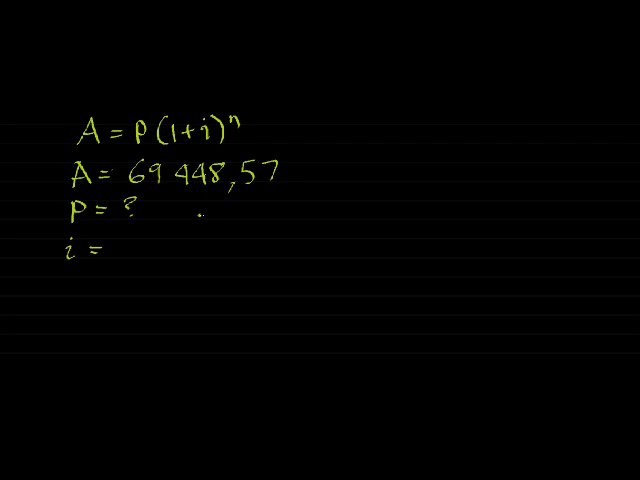 A = P(1+i)ⁿ
A = 69 448,57
P = ?
i =